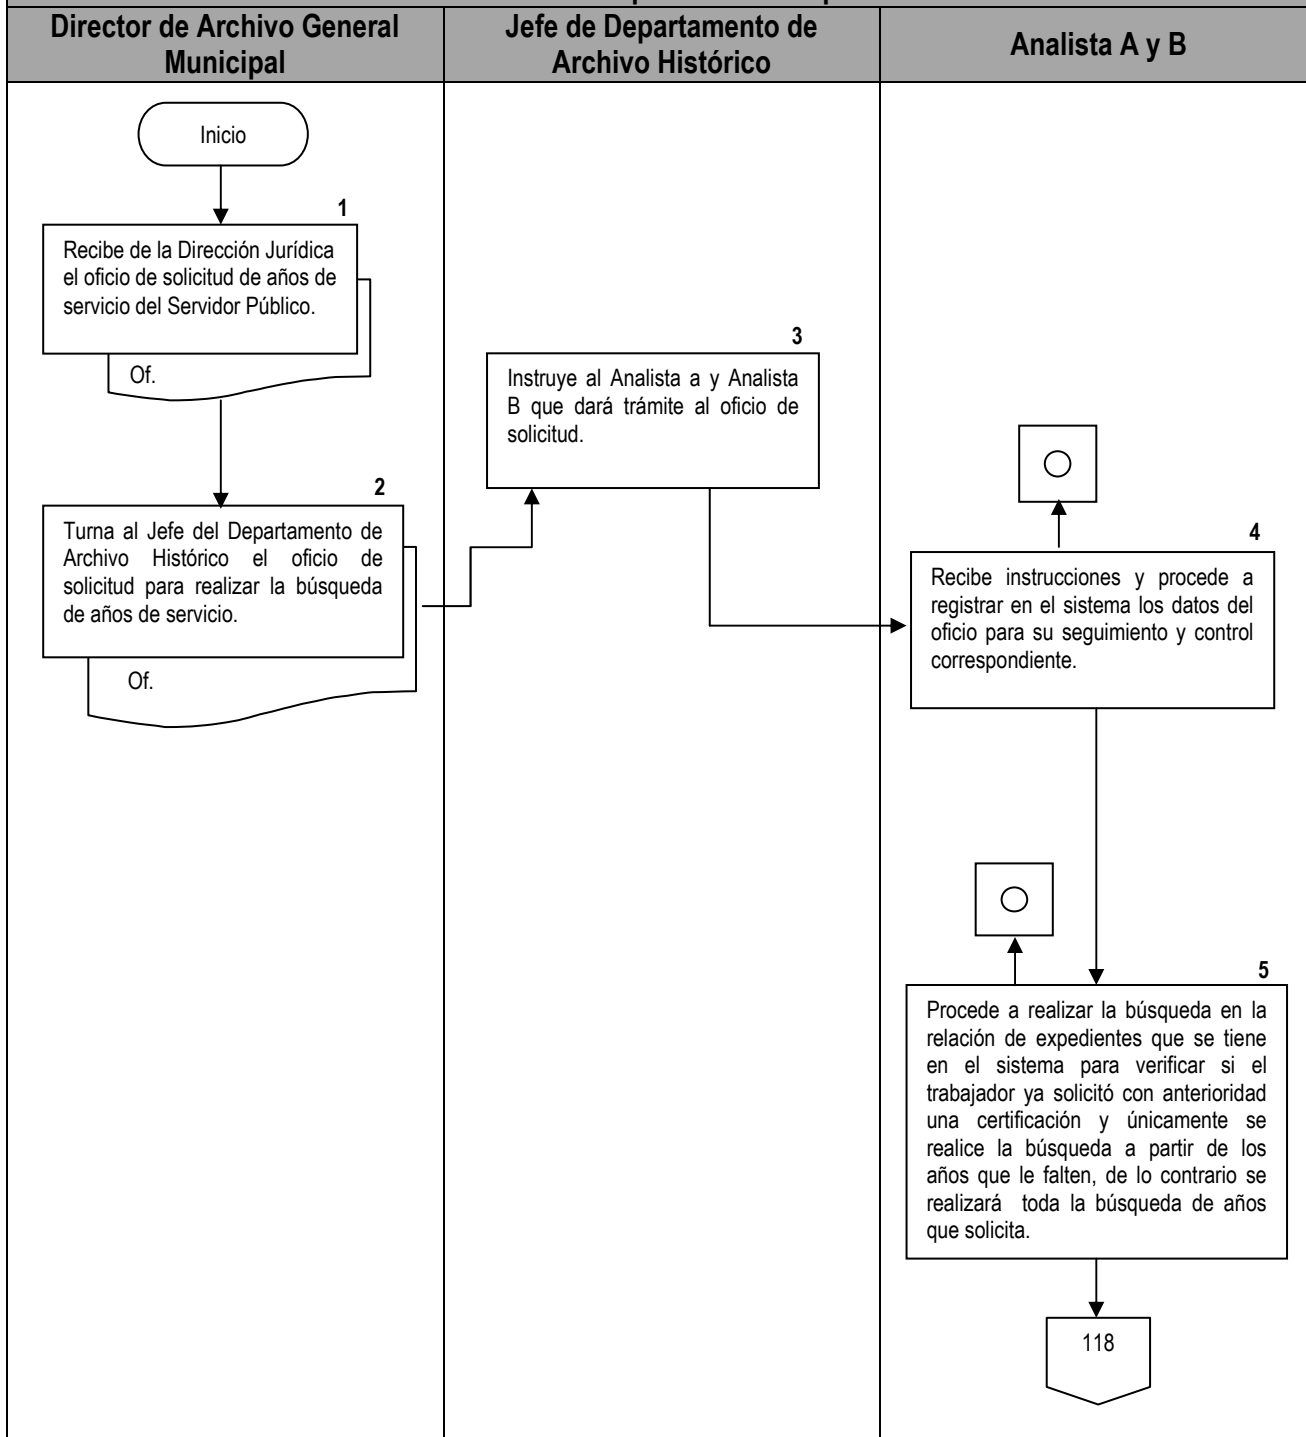 Director de Archivo General
Municipal
Jefe de Departamento de
Archivo Histórico
Analista A y B
Inicio
1
Recibe de la Dirección Jurídica
el oficio de solicitud de años de
servicio del Servidor Público.
Of.
2
Turna al Jefe del Departamento de
Archivo Histórico el oficio de
solicitud para realizar la búsqueda
de años de servicio.
Of.
3
Instruye al Analista a y Analista
B que dará trámite al oficio de
solicitud.
4
Recibe instrucciones y procede a
registrar en el sistema los datos del
oficio para su seguimiento y control
correspondiente.
5
Procede a realizar la búsqueda en la
relación de expedientes que se tiene
en el sistema para verificar si el
trabajador ya solicitó con anterioridad
una certificación y únicamente se
realice la búsqueda a partir de los
años que le falten, de lo contrario se
realizará toda la búsqueda de años
que solicita.
118